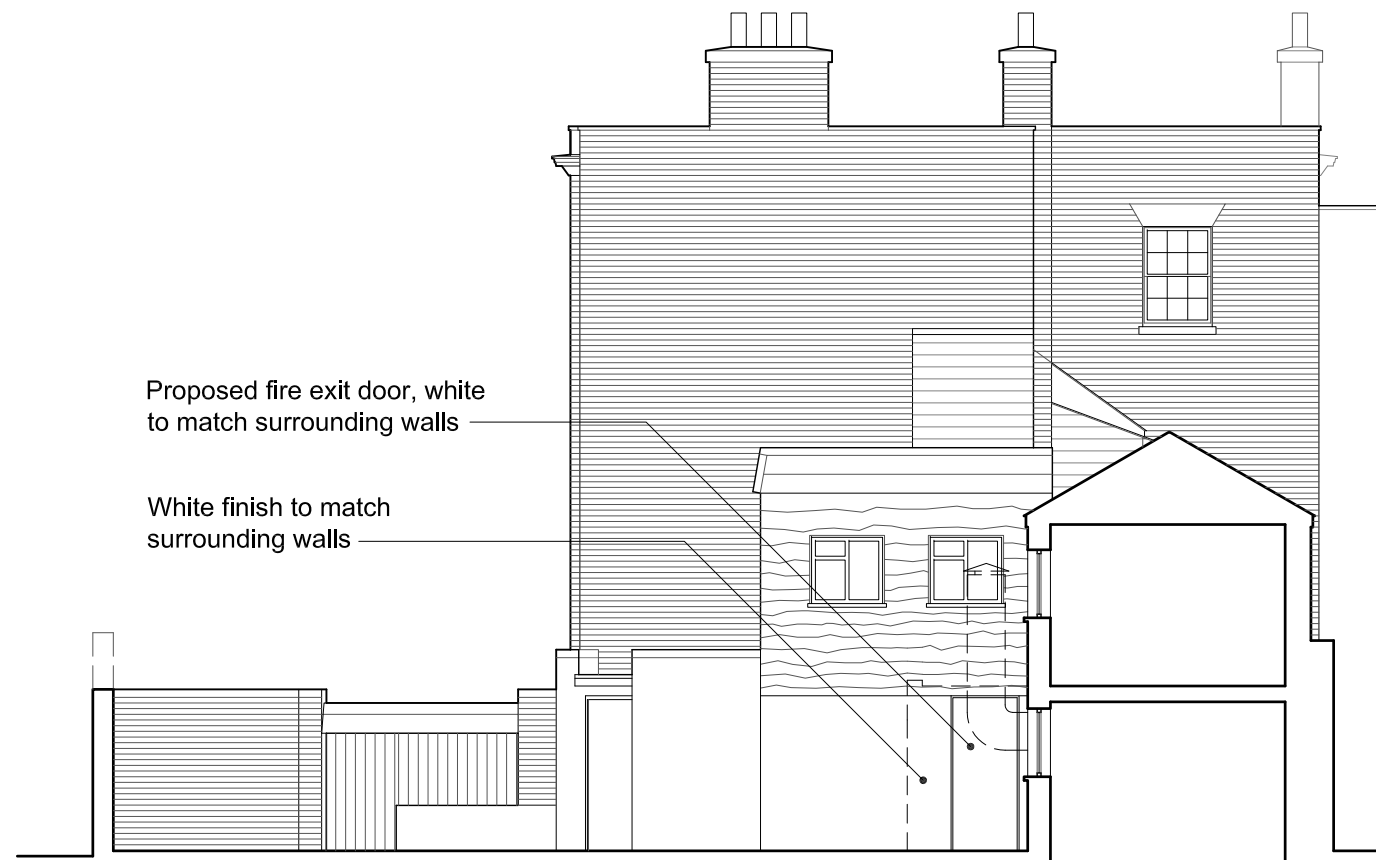 Proposed fire exit door, white
to match surrounding walls
White finish to match
surrounding walls